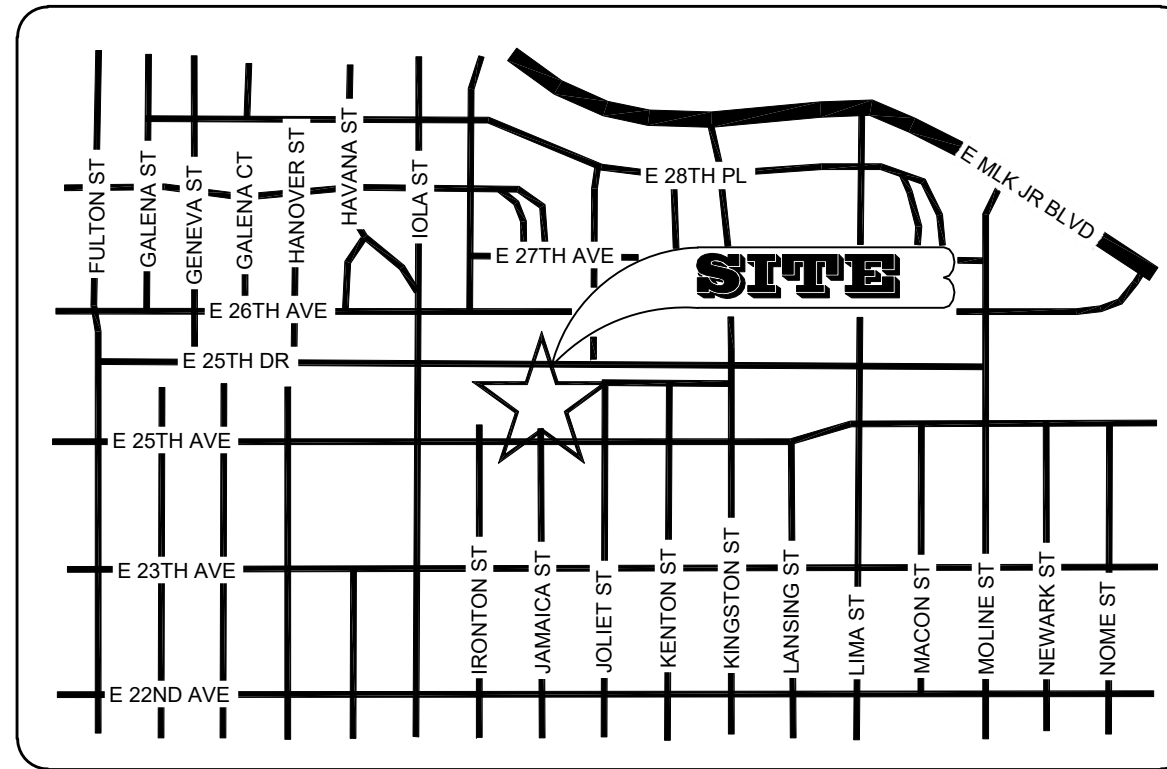 FULTON ST
GALENA ST
GENEVA ST
GALENA CT
HANOVER ST
HAVANA ST
IOLA ST
E 28TH PL
E MLK JR BLVD
E 27TH AVE
SITE
E 26TH AVE
E 25TH DR
E 25TH AVE
E 23TH AVE
IRONTON ST
JAMAICA ST
JOLIET ST
KENTON ST
KINGSTON ST
LANSING ST
LIMA ST
MACON ST
MOLINE ST
NEWARK ST
NOME ST
E 22ND AVE